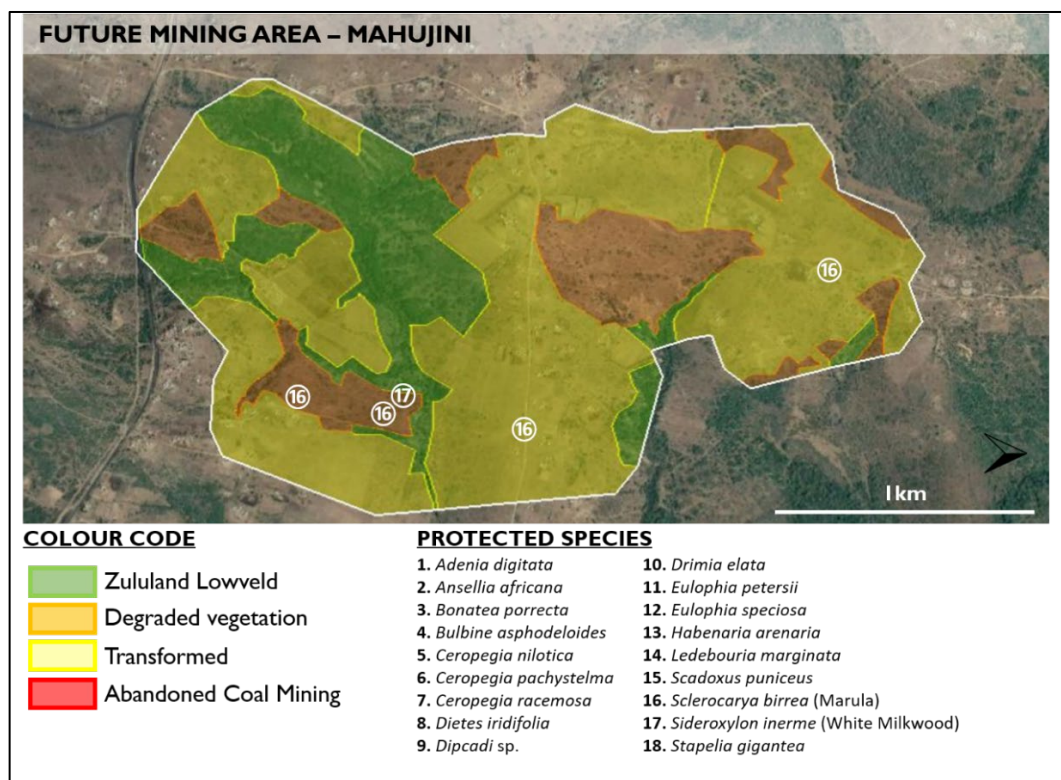 FUTURE MINING AREA – MAHUJINI
16
16
17
16
16
1km
COLOUR CODE
Zululand Lowveld
Degraded vegetation
Transformed
Abandoned Coal Mining
PROTECTED SPECIES
1. Adenia digitata
2. Ansellia africana
3. Bonatea porrecta
4. Bulbine asphodeloides
5. Ceropegia nilotica
6. Ceropegia pachystelma
7. Ceropegia racemosa
8. Dietes iridifolia
9. Dipcadi sp.
10. Drimia elata
11. Eulophia petersii
12. Eulophia speciosa
13. Habenaria arenaria
14. Ledebouria marginata
15. Scadoxus puniceus
16. Sclerocarya birrea (Marula)
17. Sideroxylon inerme (White Milkwood)
18. Stapelia gigantea